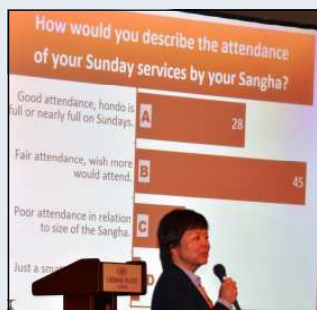 How would you describe the attendance
of your Sunday services by your Sangha?
Good attendance, hondo is
full or nearly full on Sundays.
A
28
Fair attendance, wish more
would attend.
B
45
Poor attendance in relation
to size of the Sangha.
C
Just a
D
CROWNE PLAZA